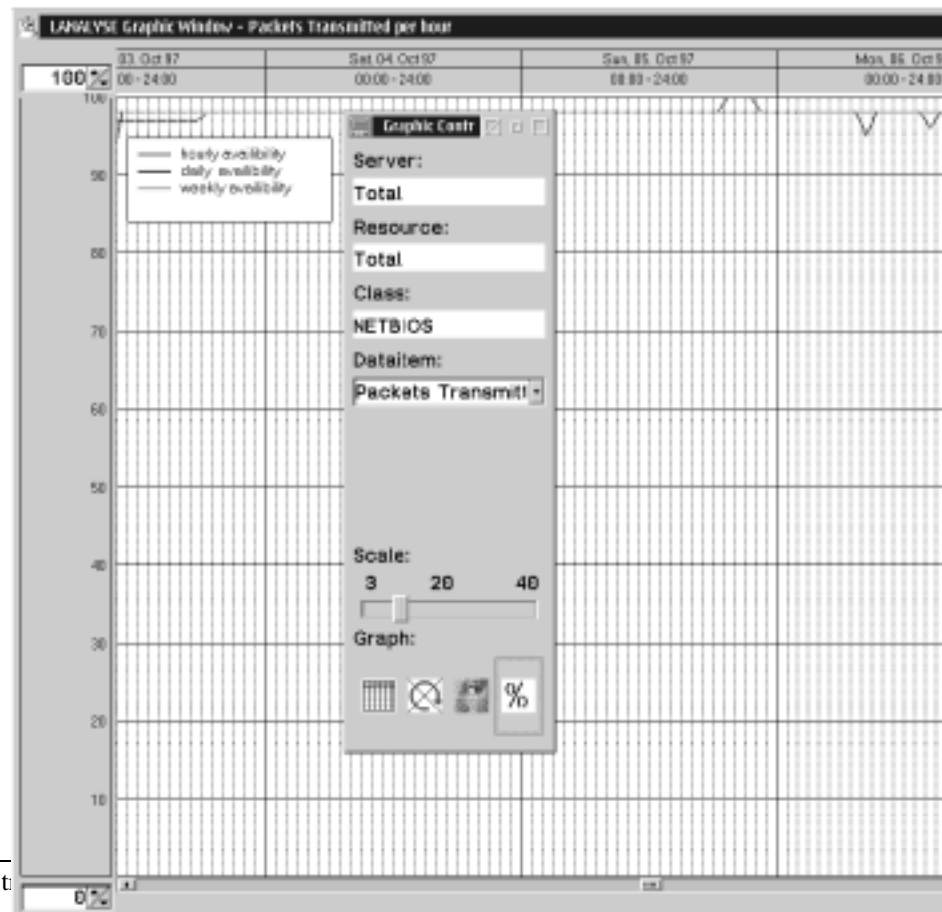 LANALYSE Graphic Window - Packets Transmitted per hour
03. Oct 97 Sat, 04. Oct 97 Sun, 05. Oct 97 Mon, 06. Oct 9
100 % 00 - 24:00 00:00 - 24:00 00:00 - 24:00 00:00 - 24:00
100
hourly availibility
daily availibility
weekly availibility
90
80
70
60
50
40
30
20
10
0 %
Graphic Contr
Server:
Total
Resource:
Total
Class:
NETBIOS
Dataitem:
Packets Transmitt
Scale:
3 20 40
Graph:
%